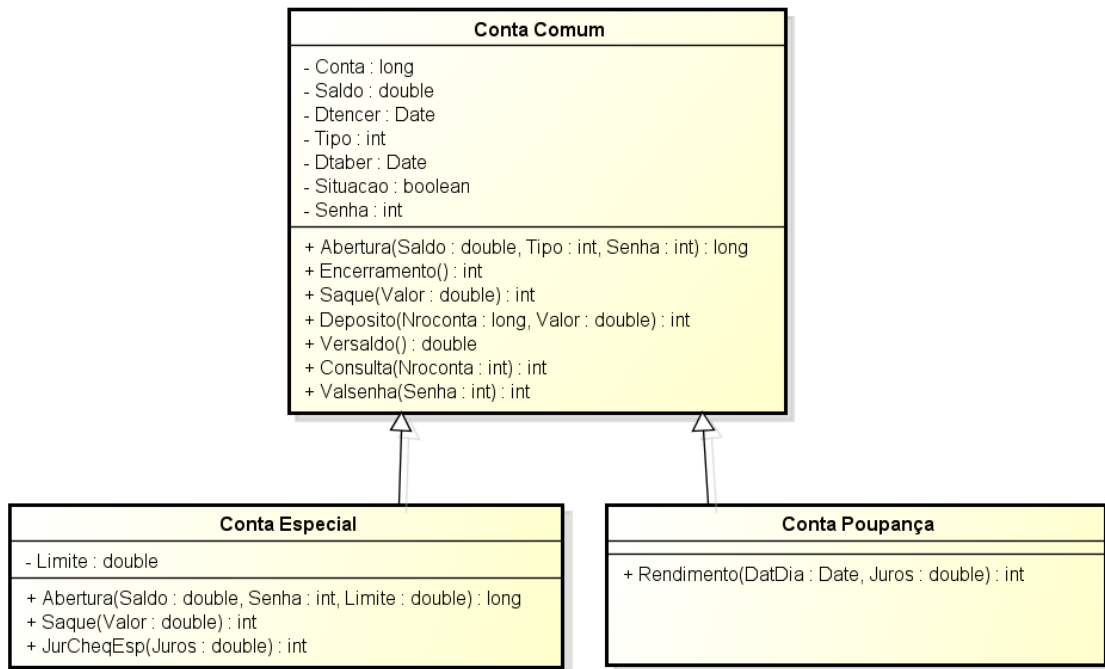 Conta Comum
- Conta : long
- Saldo : double
- Dtencer : Date
- Tipo : int
- Dtaber : Date
- Situacao : boolean
- Senha : int
+ Abertura(Saldo : double, Tipo : int, Senha : int) : long
+ Encerramento() : int
+ Saque(Valor : double) : int
+ Deposito(Nroconta : long, Valor : double) : int
+ Versaldo() : double
+ Consulta(Nroconta : int) : int
+ Valsenha(Senha : int) : int
Conta Especial
- Limite : double
+ Abertura(Saldo : double, Senha : int, Limite : double) : long
+ Saque(Valor : double) : int
+ JurCheqEsp(Juros : double) : int
Conta Poupança
+ Rendimento(DatDia : Date, Juros : double) : int